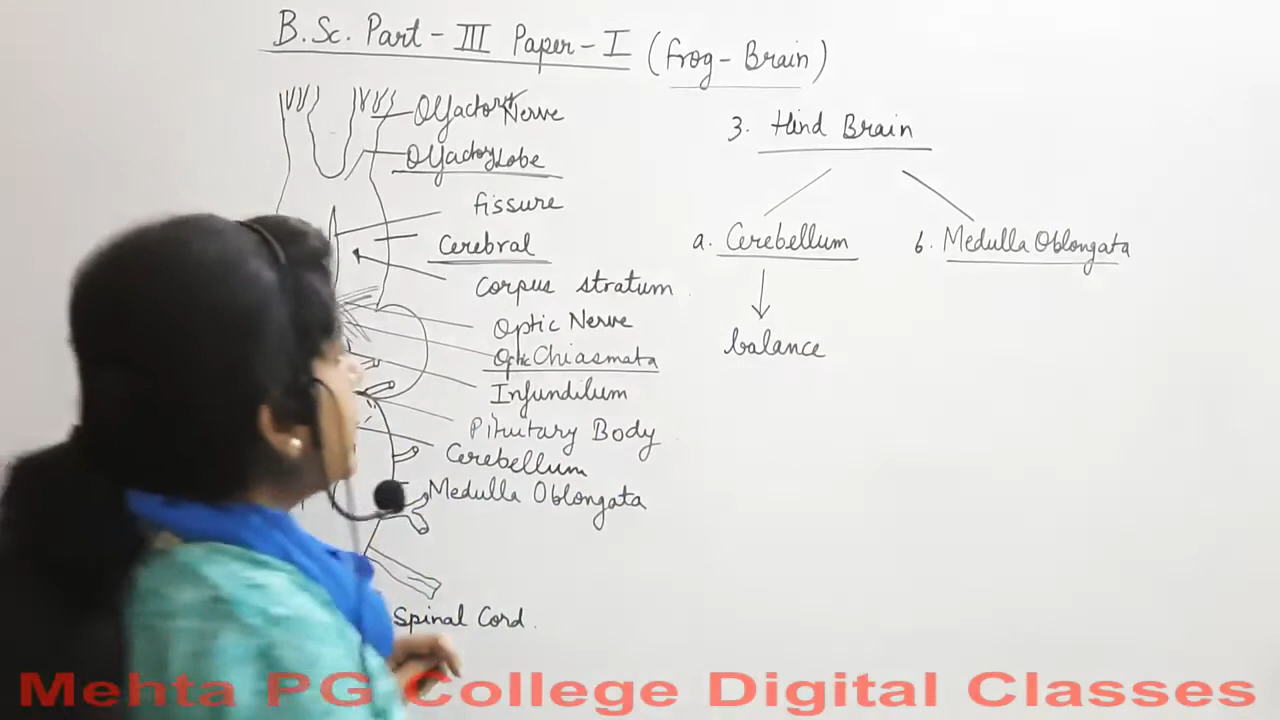 B.Sc. Part - III Paper - I (frog - Brain)
Olfactory Nerve
Olfactory Lobe
fissure
Cerebral
Corpus stratum
Optic Nerve
Optic Chiasmata
Infundilum
Pituitary Body
Cerebellum
Medulla Oblongata
Spinal Cord
3. Hind Brain
a. Cerebellum
b. Medulla Oblongata
balance
Mehta PG College Digital Classes